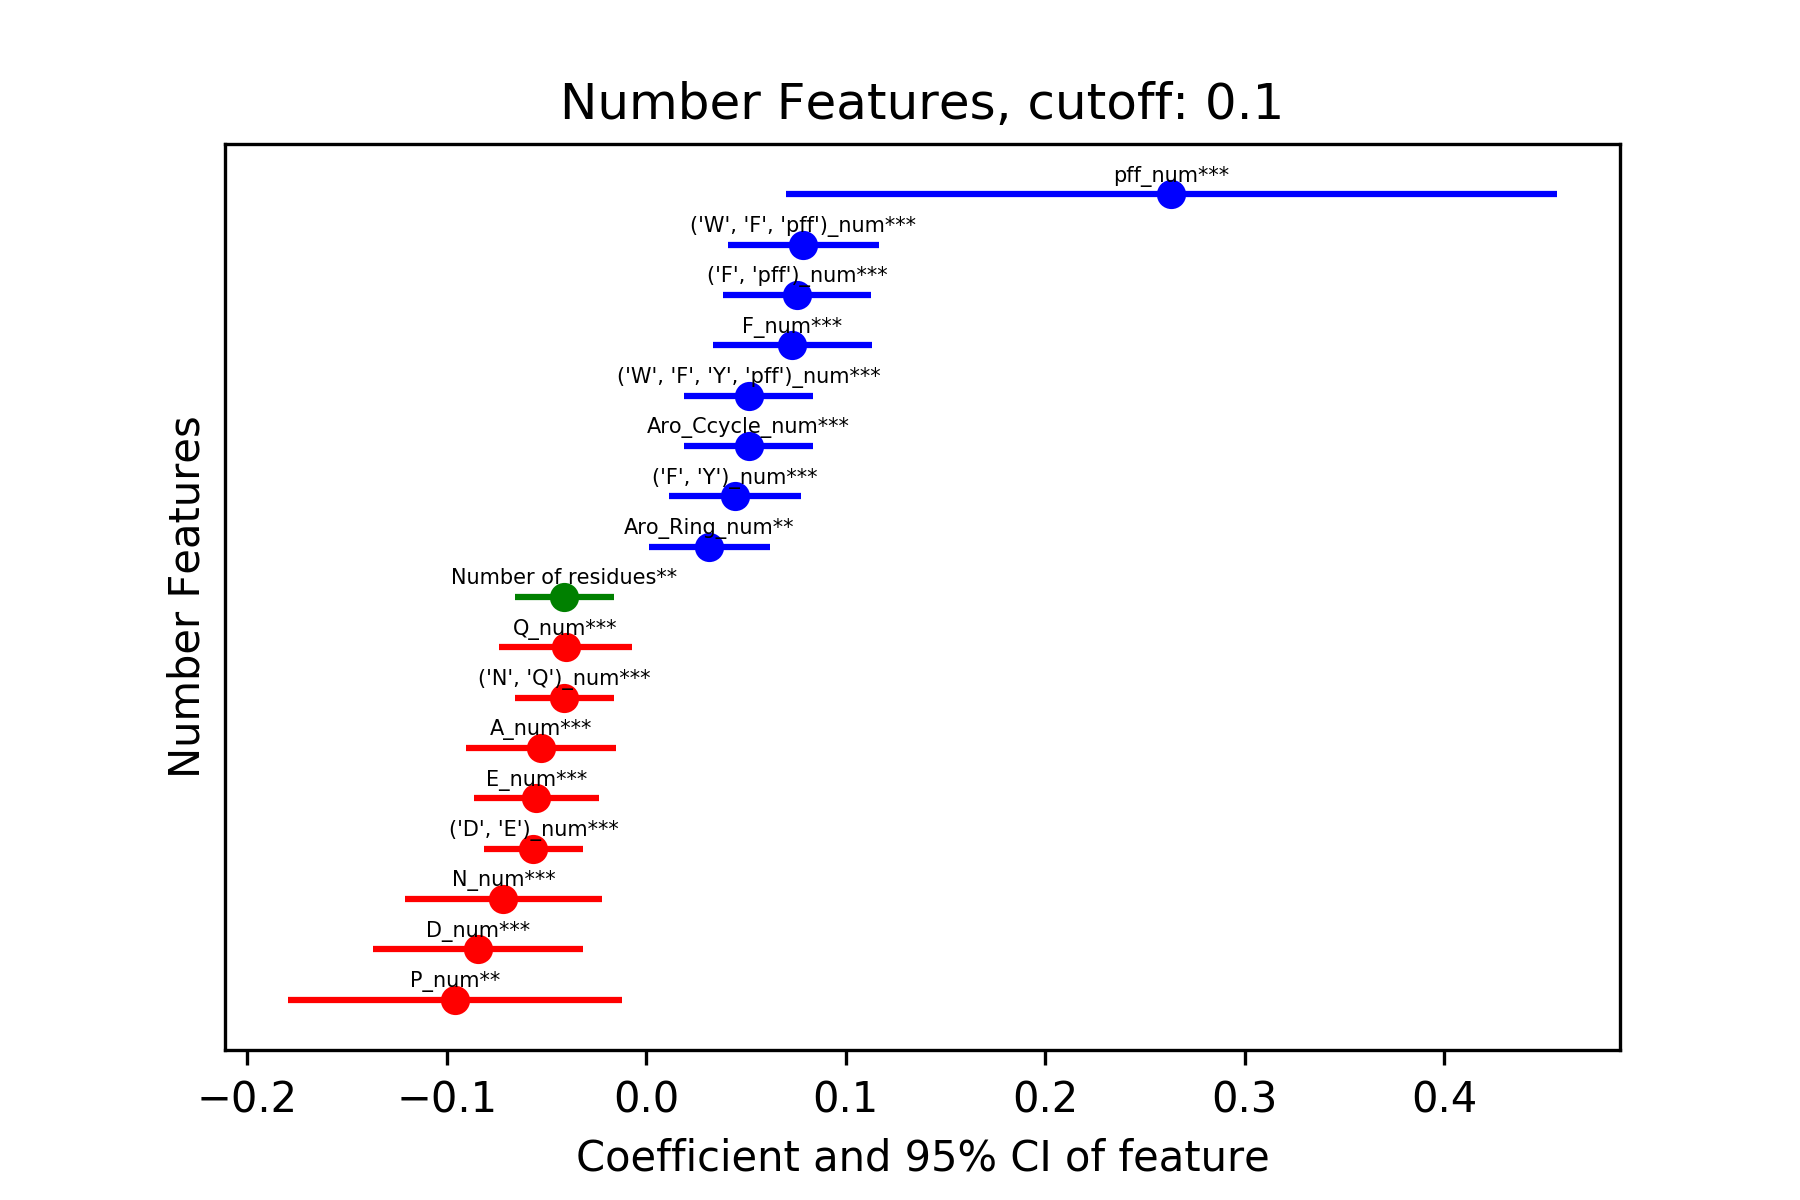 Number Features, cutoff: 0.1
pff_num***
('W', 'F', 'pff')_num***
('F', 'pff')_num***
F_num***
('W', 'F', 'Y', 'pff')_num***
Aro_Ccycle_num***
('F', 'Y')_num***
Aro_Ring_num**
Number of residues**
Q_num***
('N', 'Q')_num***
A_num***
E_num***
('D', 'E')_num***
N_num***
D_num***
P_num**
Number Features
−0.2 −0.1 0.0 0.1 0.2 0.3 0.4
Coefficient and 95% CI of feature